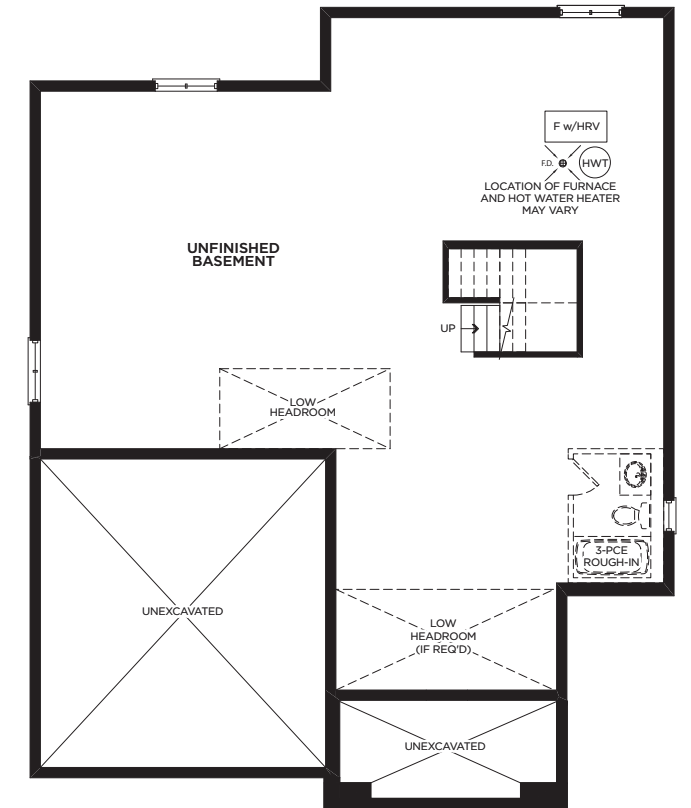 F w/HRV
F.D.
HWT
LOCATION OF FURNACE
AND HOT WATER HEATER
MAY VARY
UNFINISHED
BASEMENT
UP
LOW
HEADROOM
3-PCE
ROUGH-IN
UNEXCAVATED
LOW
HEADROOM
(IF REQ'D)
UNEXCAVATED